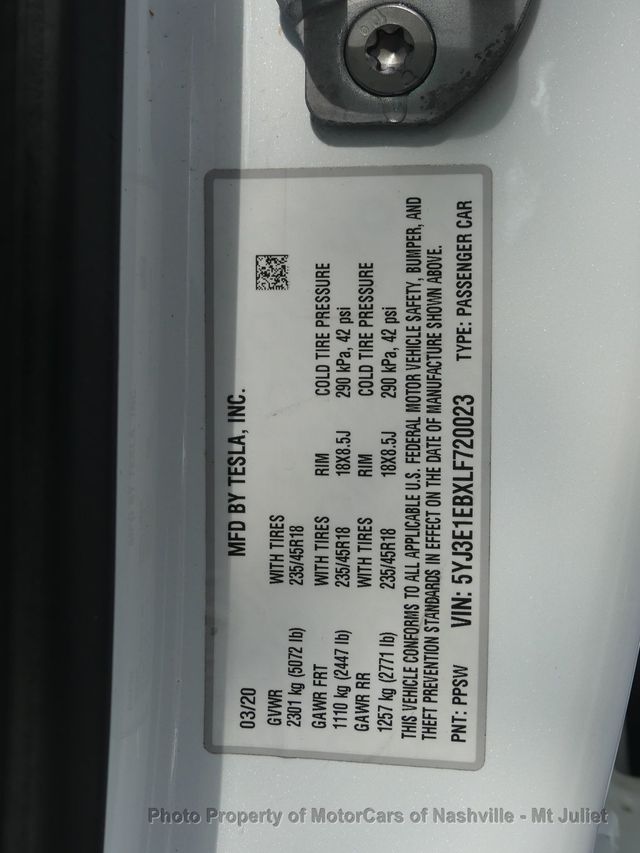 MFD BY TESLA, INC.
03/20
GVWR WITH TIRES
2301 kg (5072 lb) 235/45R18
GAWR FRT WITH TIRES RIM COLD TIRE PRESSURE
1110 kg (2447 lb) 235/45R18 18X8.5J 290 kPa, 42 psi
GAWR RR WITH TIRES RIM COLD TIRE PRESSURE
1257 kg (2771 lb) 235/45R18 18X8.5J 290 kPa, 42 psi
THIS VEHICLE CONFORMS TO ALL APPLICABLE U.S. FEDERAL MOTOR VEHICLE SAFETY, BUMPER, AND
THEFT PREVENTION STANDARDS IN EFFECT ON THE DATE OF MANUFACTURE SHOWN ABOVE.
PNT: PPSW VIN: 5YJ3E1EBXLF720023 TYPE: PASSENGER CAR
Photo Property of MotorCars of Nashville - Mt Juliet